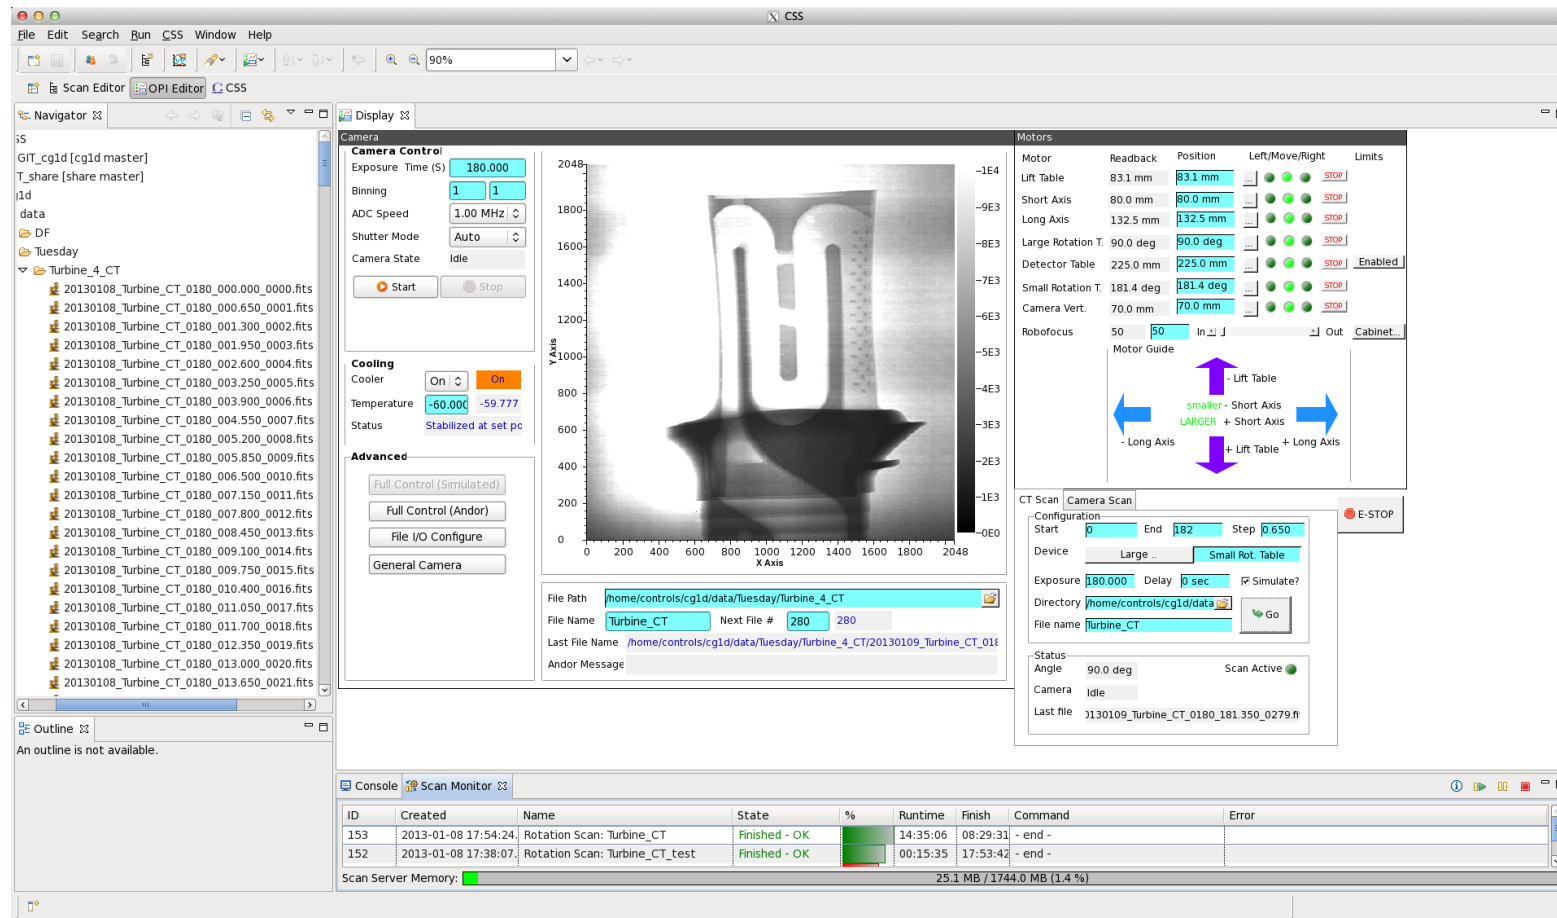 CSS
File Edit Search Run CSS Window Help
90%
Scan Editor OPI Editor CSS
Navigator
SS
GIT_cg1d [cg1d master]
T_share [share master]
g1d
data
DF
Tuesday
Turbine_4_CT
20130108_Turbine_CT_0180_000.000_0000.fits
20130108_Turbine_CT_0180_000.650_0001.fits
20130108_Turbine_CT_0180_001.300_0002.fits
20130108_Turbine_CT_0180_001.950_0003.fits
20130108_Turbine_CT_0180_002.600_0004.fits
20130108_Turbine_CT_0180_003.250_0005.fits
20130108_Turbine_CT_0180_003.900_0006.fits
20130108_Turbine_CT_0180_004.550_0007.fits
20130108_Turbine_CT_0180_005.200_0008.fits
20130108_Turbine_CT_0180_005.850_0009.fits
20130108_Turbine_CT_0180_006.500_0010.fits
20130108_Turbine_CT_0180_007.150_0011.fits
20130108_Turbine_CT_0180_007.800_0012.fits
20130108_Turbine_CT_0180_008.450_0013.fits
20130108_Turbine_CT_0180_009.100_0014.fits
20130108_Turbine_CT_0180_009.750_0015.fits
20130108_Turbine_CT_0180_010.400_0016.fits
20130108_Turbine_CT_0180_011.050_0017.fits
20130108_Turbine_CT_0180_011.700_0018.fits
20130108_Turbine_CT_0180_012.350_0019.fits
20130108_Turbine_CT_0180_013.000_0020.fits
20130108_Turbine_CT_0180_013.650_0021.fits
Outline
An outline is not available.
Display
Camera
Camera Control
Exposure Time (S) 180.000
Binning 1 1
ADC Speed 1.00 MHz
Shutter Mode Auto
Camera State Idle
Start Stop
Cooling
Cooler On On
Temperature -60.000 -59.777
Status Stabilized at set po
Advanced
Full Control (Simulated)
Full Control (Andor)
File I/O Configure
General Camera
2048
1800
1600
1400
1200
1000
800
600
400
200
0
Y Axis
0 200 400 600 800 1000 1200 1400 1600 1800 2048
X Axis
1E4
9E3
8E3
7E3
6E3
5E3
4E3
3E3
2E3
1E3
0E0
File Path /home/controls/cg1d/data/Tuesday/Turbine_4_CT
File Name Turbine_CT Next File # 280 280
Last File Name /home/controls/cg1d/data/Tuesday/Turbine_4_CT/20130109_Turbine_CT_018
Andor Message
Motors
Motor Readback Position Left/Move/Right Limits
Lift Table 83.1 mm 83.1 mm ... STOP
Short Axis 80.0 mm 80.0 mm ... STOP
Long Axis 132.5 mm 132.5 mm ... STOP
Large Rotation T. 90.0 deg 90.0 deg ... STOP
Detector Table 225.0 mm 225.0 mm ... STOP Enabled
Small Rotation T. 181.4 deg 181.4 deg ... STOP
Camera Vert. 70.0 mm 70.0 mm ... STOP
Robofocus 50 50 In Out Cabinet...
Motor Guide
- Lift Table
smaller - Short Axis
LARGER + Short Axis
- Long Axis + Lift Table + Long Axis
CT Scan Camera Scan
E-STOP
Configuration
Start 0 End 182 Step 0.650
Device Large .. Small Rot. Table
Exposure 180.000 Delay 0 sec Simulate?
Directory /home/controls/cg1d/data
Go
File name Turbine_CT
Status
Angle 90.0 deg Scan Active
Camera Idle
Last file 0130109_Turbine_CT_0180_181.350_0279.fi
Console Scan Monitor
ID Created Name State % Runtime Finish Command Error
153 2013-01-08 17:54:24. Rotation Scan: Turbine_CT Finished - OK 14:35:06 08:29:31 - end -
152 2013-01-08 17:38:07. Rotation Scan: Turbine_CT_test Finished - OK 00:15:35 17:53:42 - end -
Scan Server Memory: 25.1 MB / 1744.0 MB (1.4 %)